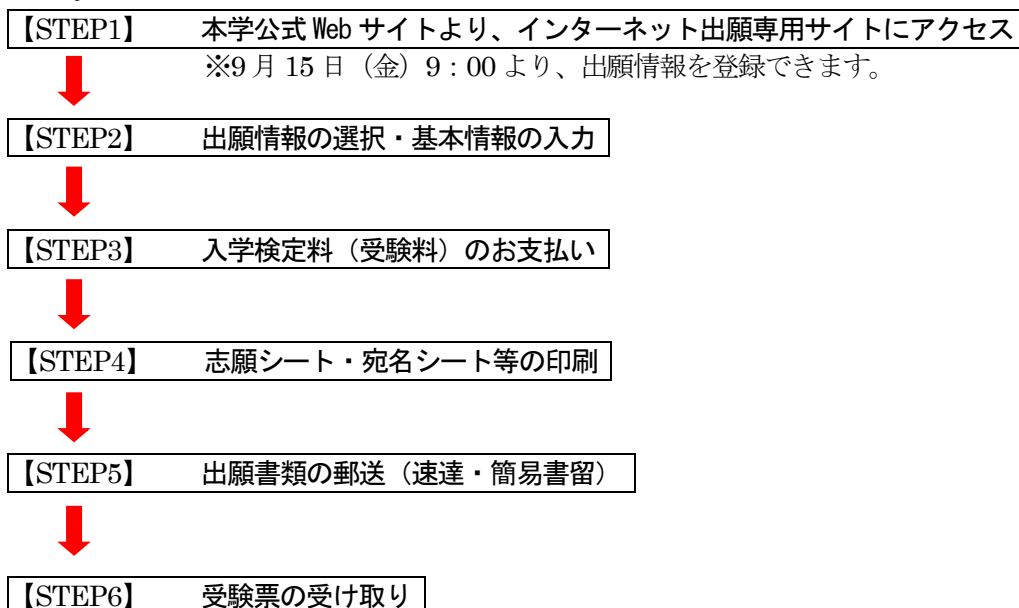 【STEP1】 本学公式 Web サイトより、インターネット出願専用サイトにアクセス
※9月15日（金）9：00より、出願情報を登録できます。
【STEP2】 出願情報の選択・基本情報の入力
【STEP3】 入学検定料（受験料）のお支払い
【STEP4】 志願シート・宛名シート等の印刷
【STEP5】 出願書類の郵送（速達・簡易書留）
【STEP6】 受験票の受け取り